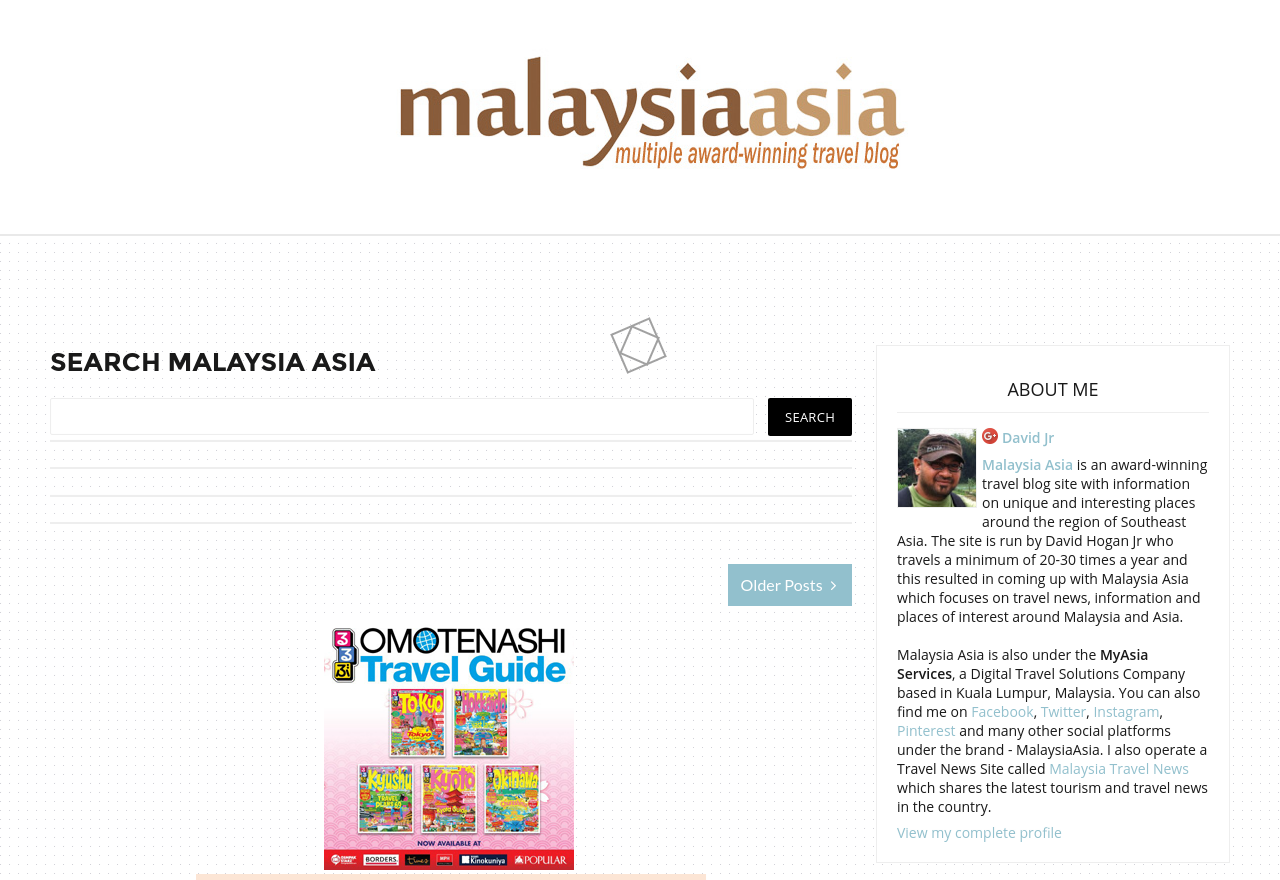 malaysiaasia
multiple award-winning travel blog
SEARCH MALAYSIA ASIA
SEARCH
Older Posts
OMOTENASHI
Travel Guide
TOKYO
Tokyo
Hokkaido
Kyushu
Kyoto
Okinawa
NOW AVAILABLE AT
BORDERS
times
MPH
Kinokuniya
POPULAR
ABOUT ME
David Jr
Malaysia Asia is an award-winning
travel blog site with information
on unique and interesting places
around the region of Southeast
Asia. The site is run by David Hogan Jr who
travels a minimum of 20-30 times a year and
this resulted in coming up with Malaysia Asia
which focuses on travel news, information and
places of interest around Malaysia and Asia.
Malaysia Asia is also under the MyAsia
Services, a Digital Travel Solutions Company
based in Kuala Lumpur, Malaysia. You can also
find me on Facebook, Twitter, Instagram,
Pinterest and many other social platforms
under the brand - MalaysiaAsia. I also operate a
Travel News Site called Malaysia Travel News
which shares the latest tourism and travel news
in the country.
View my complete profile